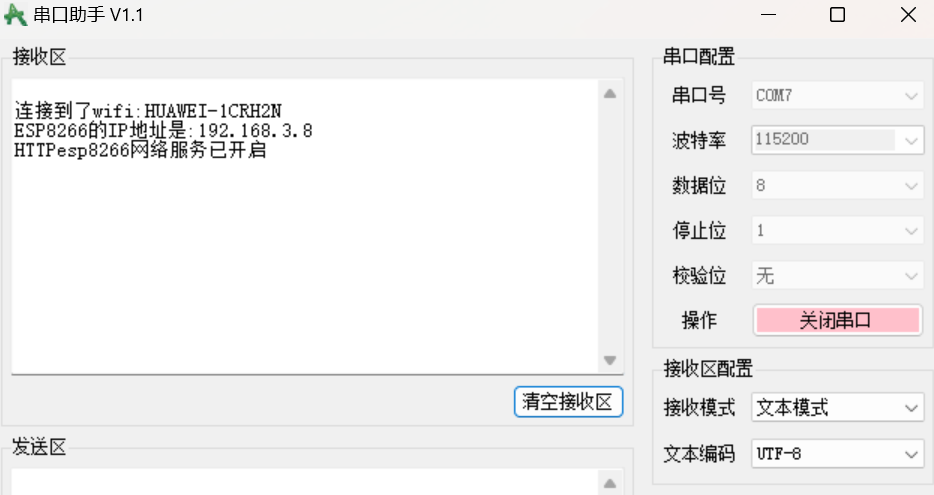 串口助手 V1.1
接收区
连接到了wifi:HUAWEI-1CRH2N
ESP8266的IP地址是:192.168.3.8
HTTPesp8266网络服务已开启
清空接收区
发送区
串口配置
串口号 COM7
波特率 115200
数据位 8
停止位 1
校验位 无
操作 关闭串口
接收区配置
接收模式 文本模式
文本编码 UTF-8